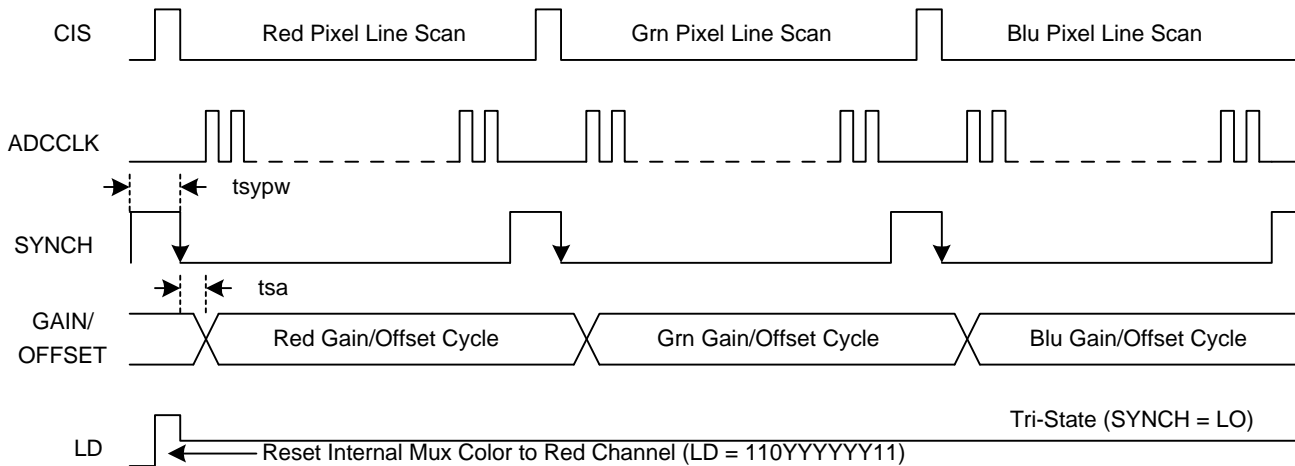 CIS
Red Pixel Line Scan
Grn Pixel Line Scan
Blu Pixel Line Scan
ADCCLK
tsypw
SYNCH
tsa
GAIN/
OFFSET
Red Gain/Offset Cycle
Grn Gain/Offset Cycle
Blu Gain/Offset Cycle
Tri-State (SYNCH = LO)
LD
Reset Internal Mux Color to Red Channel (LD = 110YYYYYY11)